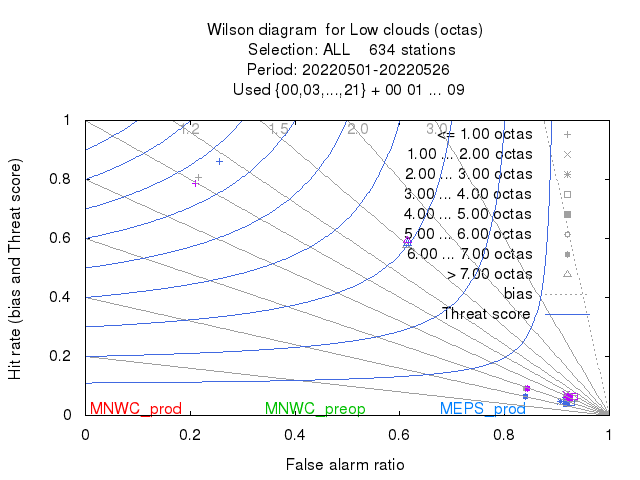 Wilson diagram for Low clouds (octas)
Selection: ALL 634 stations
Period: 20220501-20220526
Used {00,03,...,21} + 00 01 ... 09
1.2 1.5 2.0 3.0
<= 1.00 octas
1.00 ... 2.00 octas
2.00 ... 3.00 octas
3.00 ... 4.00 octas
4.00 ... 5.00 octas
5.00 ... 6.00 octas
6.00 ... 7.00 octas
> 7.00 octas
bias
Threat score
Hit rate (bias and Threat score)
1
0.8
0.6
0.4
0.2
0
MNWC_prod MNWC_preop MEPS_prod
0 0.2 0.4 0.6 0.8 1
False alarm ratio